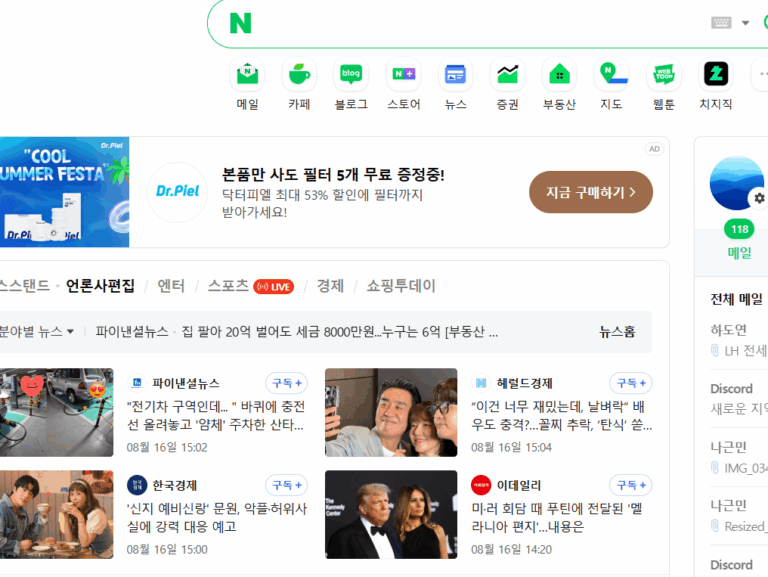 N
메일
카페
블로그
스토어
뉴스
증권
부동산
지도
웹툰
치지직
"COOL
UMMER FESTA"
Dr.Piel
Dr.Piel
본품만 사도 필터 5개 무료 증정중!
닥터피엘 최대 53% 할인에 필터까지
받아가세요!
지금 구매하기 >
AD
118
메일
스스탠드 · 언론사편집 / 엔터 / 스포츠 LIVE / 경제 / 쇼핑투데이
분야별 뉴스 ▾ 파이낸셜뉴스 · 집 팔아 20억 벌어도 세금 8000만원...누구는 6억 [부동산 ...
뉴스홈
파이낸셜뉴스
구독 +
"전기차 구역인데… " 바퀴에 충전
선 올려놓고 '얌체' 주차한 산타...
08월 16일 15:02
헤럴드경제
구독 +
“이건 너무 재밌는데, 날벼락” 배
우도 충격?…꼴찌 추락, ‘탄식’ 쏟...
08월 16일 15:04
한국경제
구독 +
'신지 예비신랑' 문원, 악플·허위사
실에 강력 대응 예고
08월 16일 15:00
이데일리
구독 +
미·러 회담 때 푸틴에 전달된 '멜
라니아 편지'…내용은
08월 16일 14:20
전체 메일
하도연
LH 전세
Discord
새로운 지역
나근민
IMG_034
나근민
Resized_
Discord